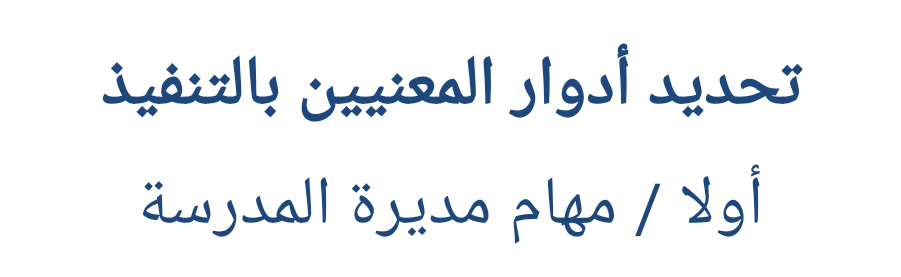 تحديد أدوار المعنيين بالتنفيذ
أولا / مهام مديرة المدرسة